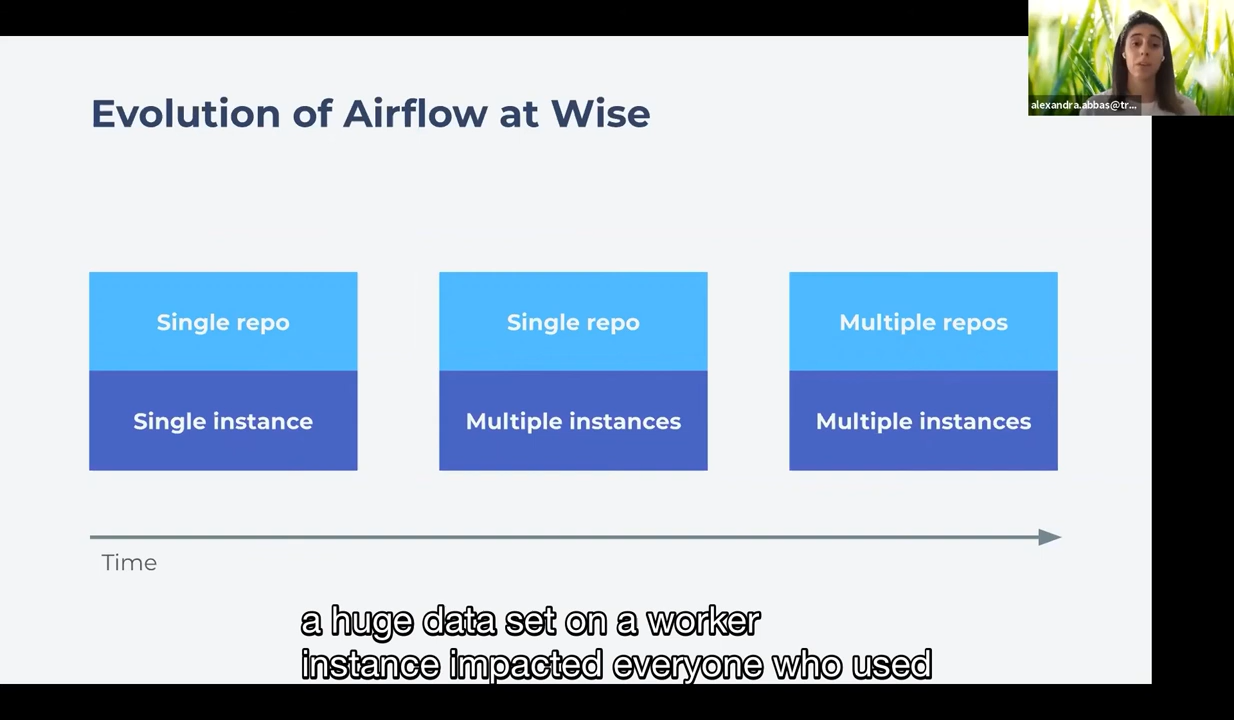 Evolution of Airflow at Wise
alexandra.abbas@tr...
Single repo
Single instance
Single repo
Multiple instances
Multiple repos
Multiple instances
Time
a huge data set on a worker
instance impacted everyone who used